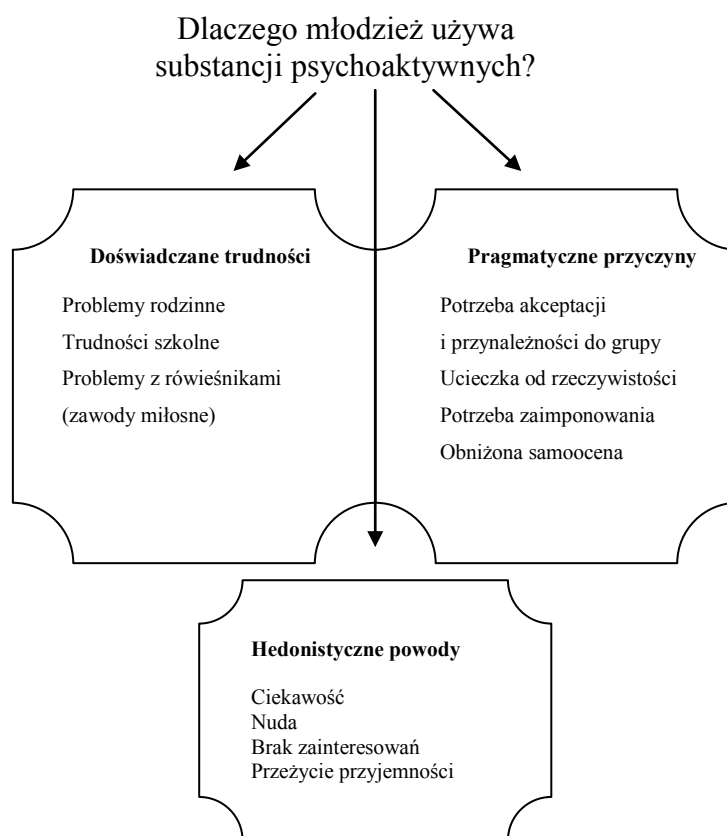 Dlaczego młodzież używa
substancji psychoaktywnych?
Doświadczane trudności
Problemy rodzinne
Trudności szkolne
Problemy z rówieśnikami
(zawody miłosne)
Pragmatyczne przyczyny
Potrzeba akceptacji
i przynależności do grupy
Ucieczka od rzeczywistości
Potrzeba zaimponowania
Obniżona samoocena
Hedonistyczne powody
Ciekawość
Nuda
Brak zainteresowań
Przeżycie przyjemności